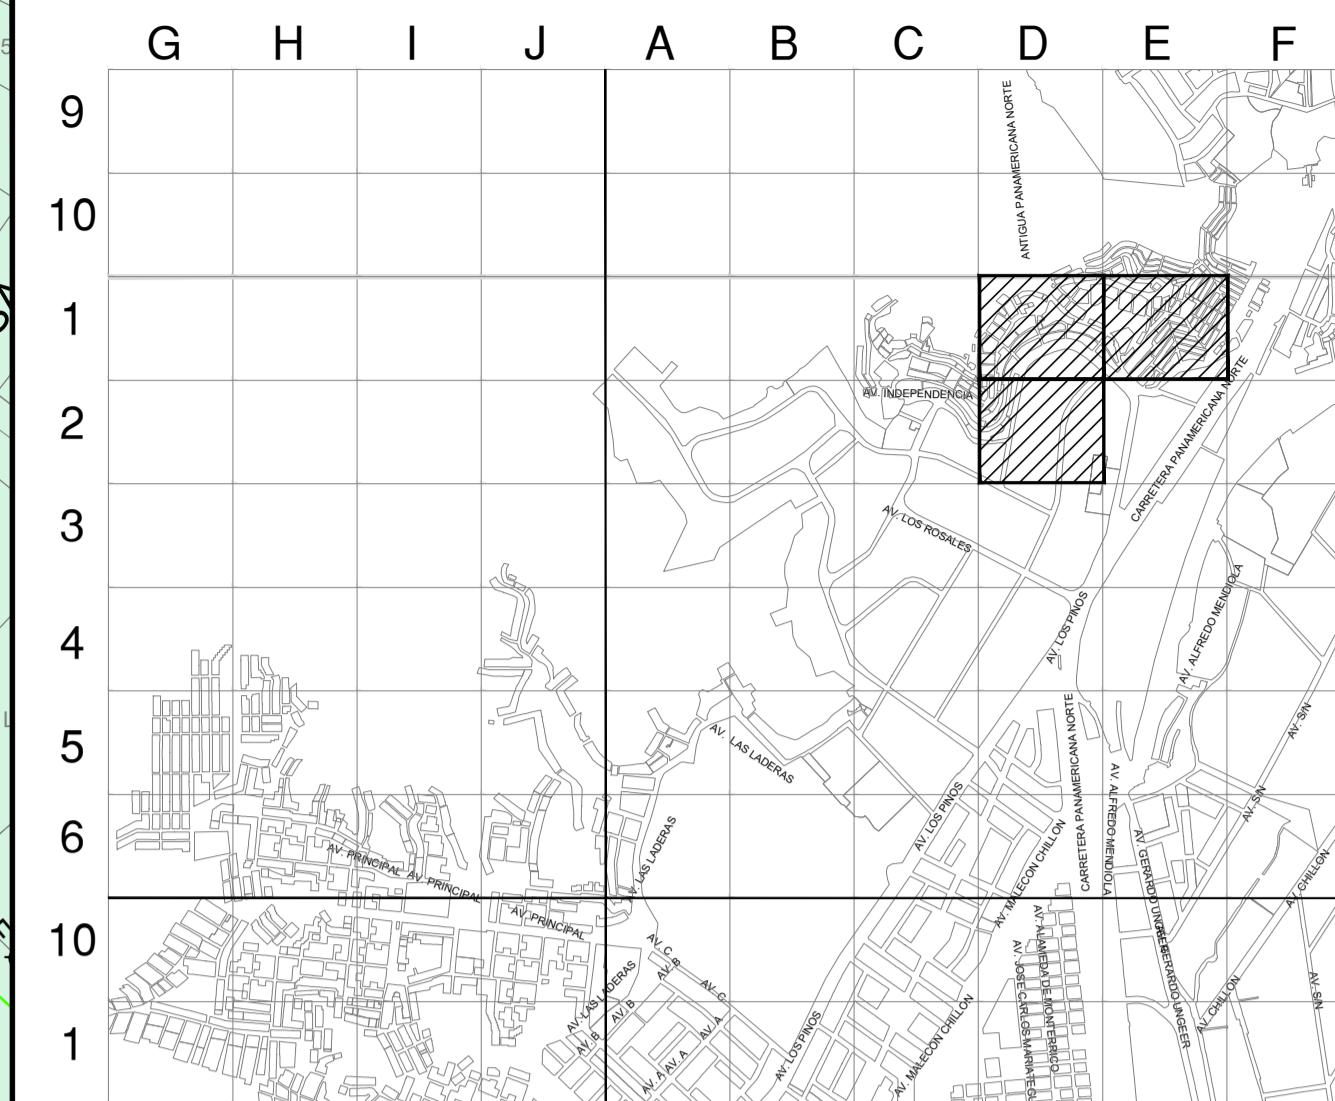 G H I J A B C D E F
9
ANTIGUA PANAMERICANA NORTE
10
1
AV. INDEPENDENCIA
2
CARRETERA PANAMERICANA NORTE
3
AV. LOS ROSALES
AV. ALFREDO MENDIOLA
4
AV. LOS PINOS
5
AV. LAS LADERAS
CARRETERA PANAMERICANA NORTE
AV. S/N
AV. ALFREDO MENDIOLA
6
AV. PRINCIPAL
AV. PRINCIPAL
AV. LAS LADERAS
AV. LOS PINOS
AV. MALECON CHILLON
AV. GERARDO UNGER
AV. S/N
AV. CHILLON
10
AV. PRINCIPAL
AV. C
AV. B
AV. C
AV. LAS LADERAS
AV. B
AV. A
AV. JOSE CARLOS MARIATEGUI
AV. ALAMEDA DE MONTERRICO
AV. GERARDO UNGEER
AV. CHILLON
AV. S/N
1
AV. B
AV. A
AV. A
AV. LOS PINOS
AV. MALECON CHILLON